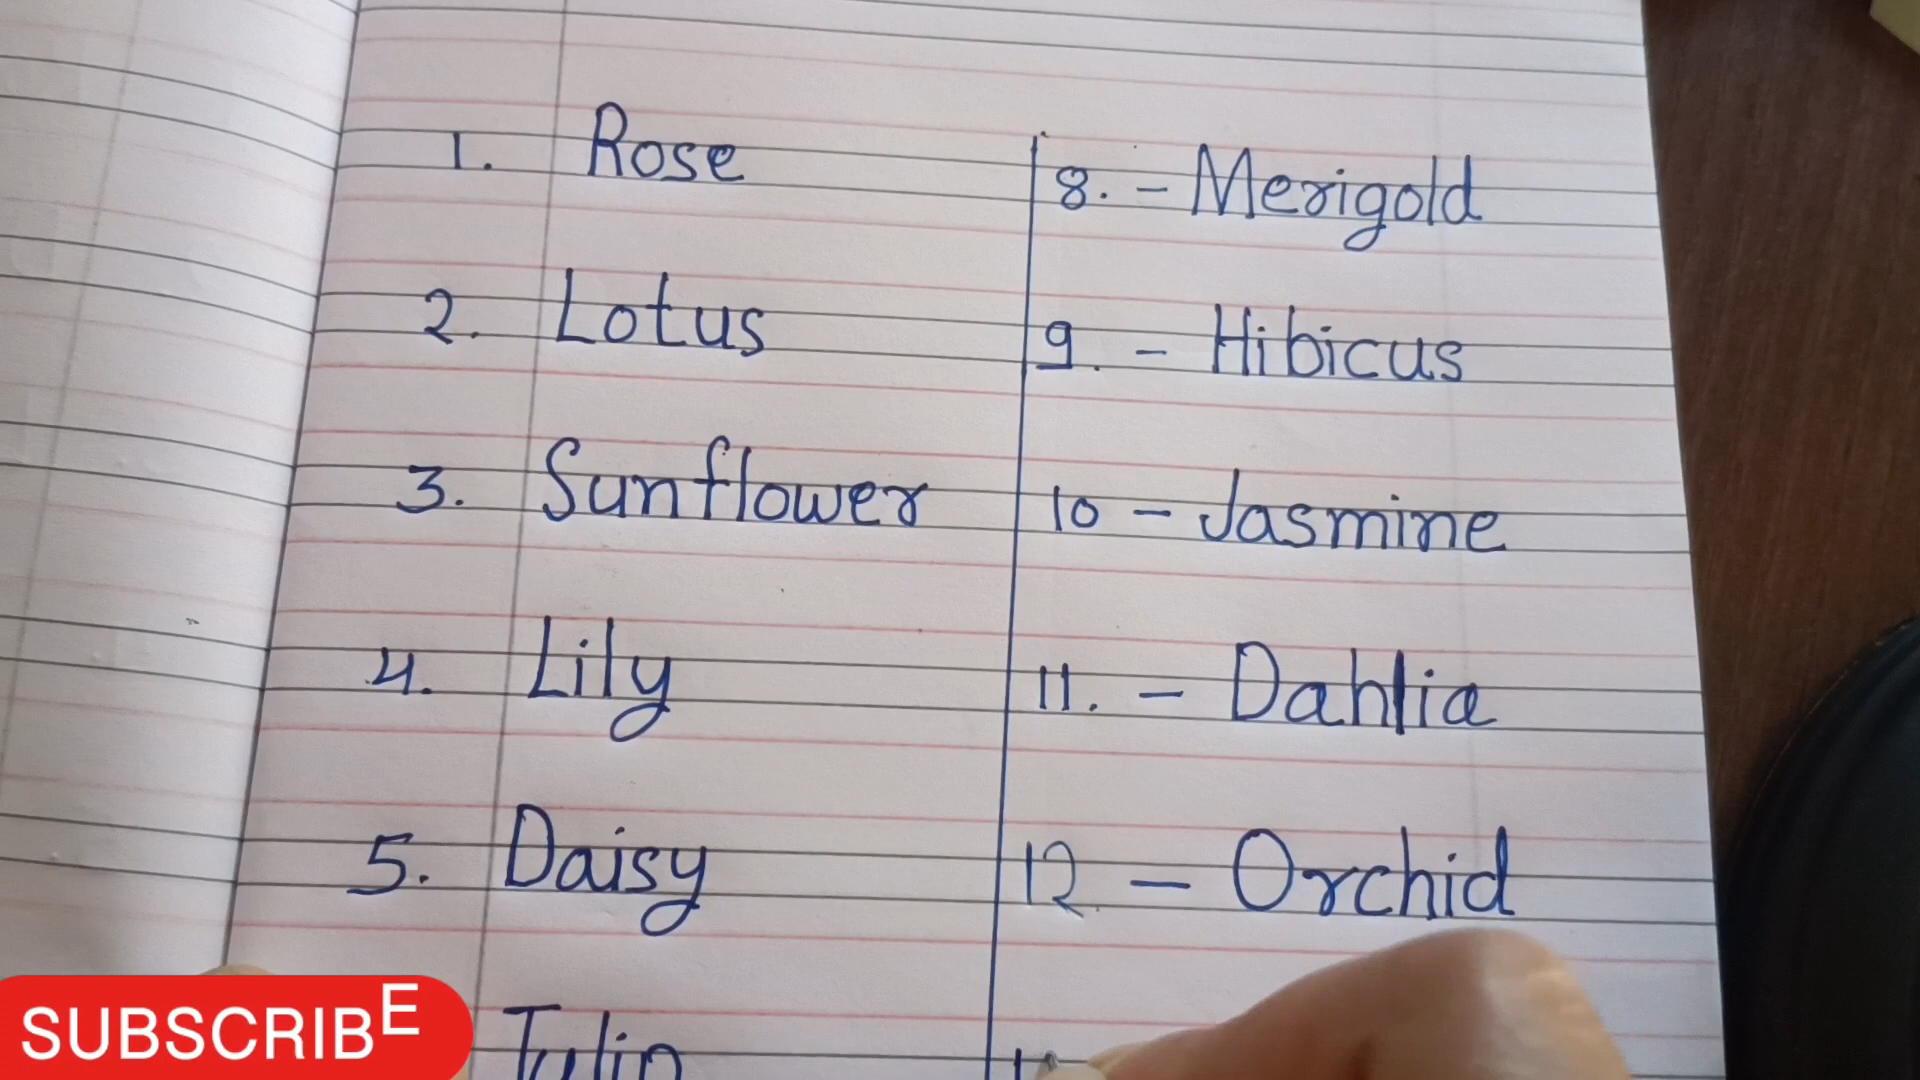 1. Rose
2. Lotus
3. Sunflower
4. Lily
5. Daisy
Tulip
8. - Merigold
9. - Hibicus
10 - Jasmine
11. - Dahlia
12. - Orchid
SUBSCRIBE